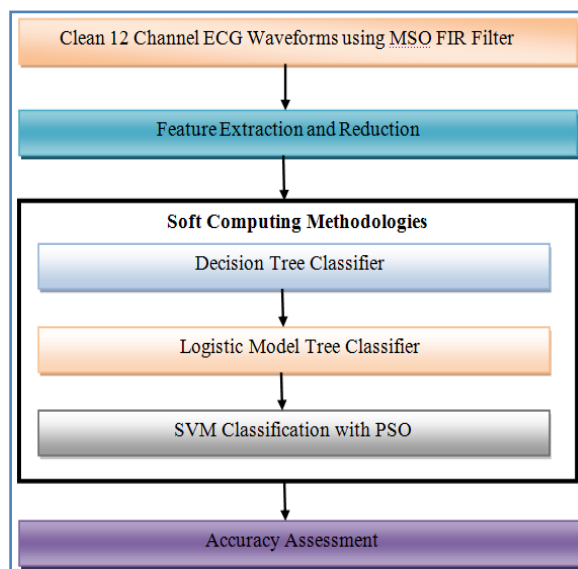 Clean 12 Channel ECG Waveforms using MSO FIR Filter
Feature Extraction and Reduction
Soft Computing Methodologies
Decision Tree Classifier
Logistic Model Tree Classifier
SVM Classification with PSO
Accuracy Assessment